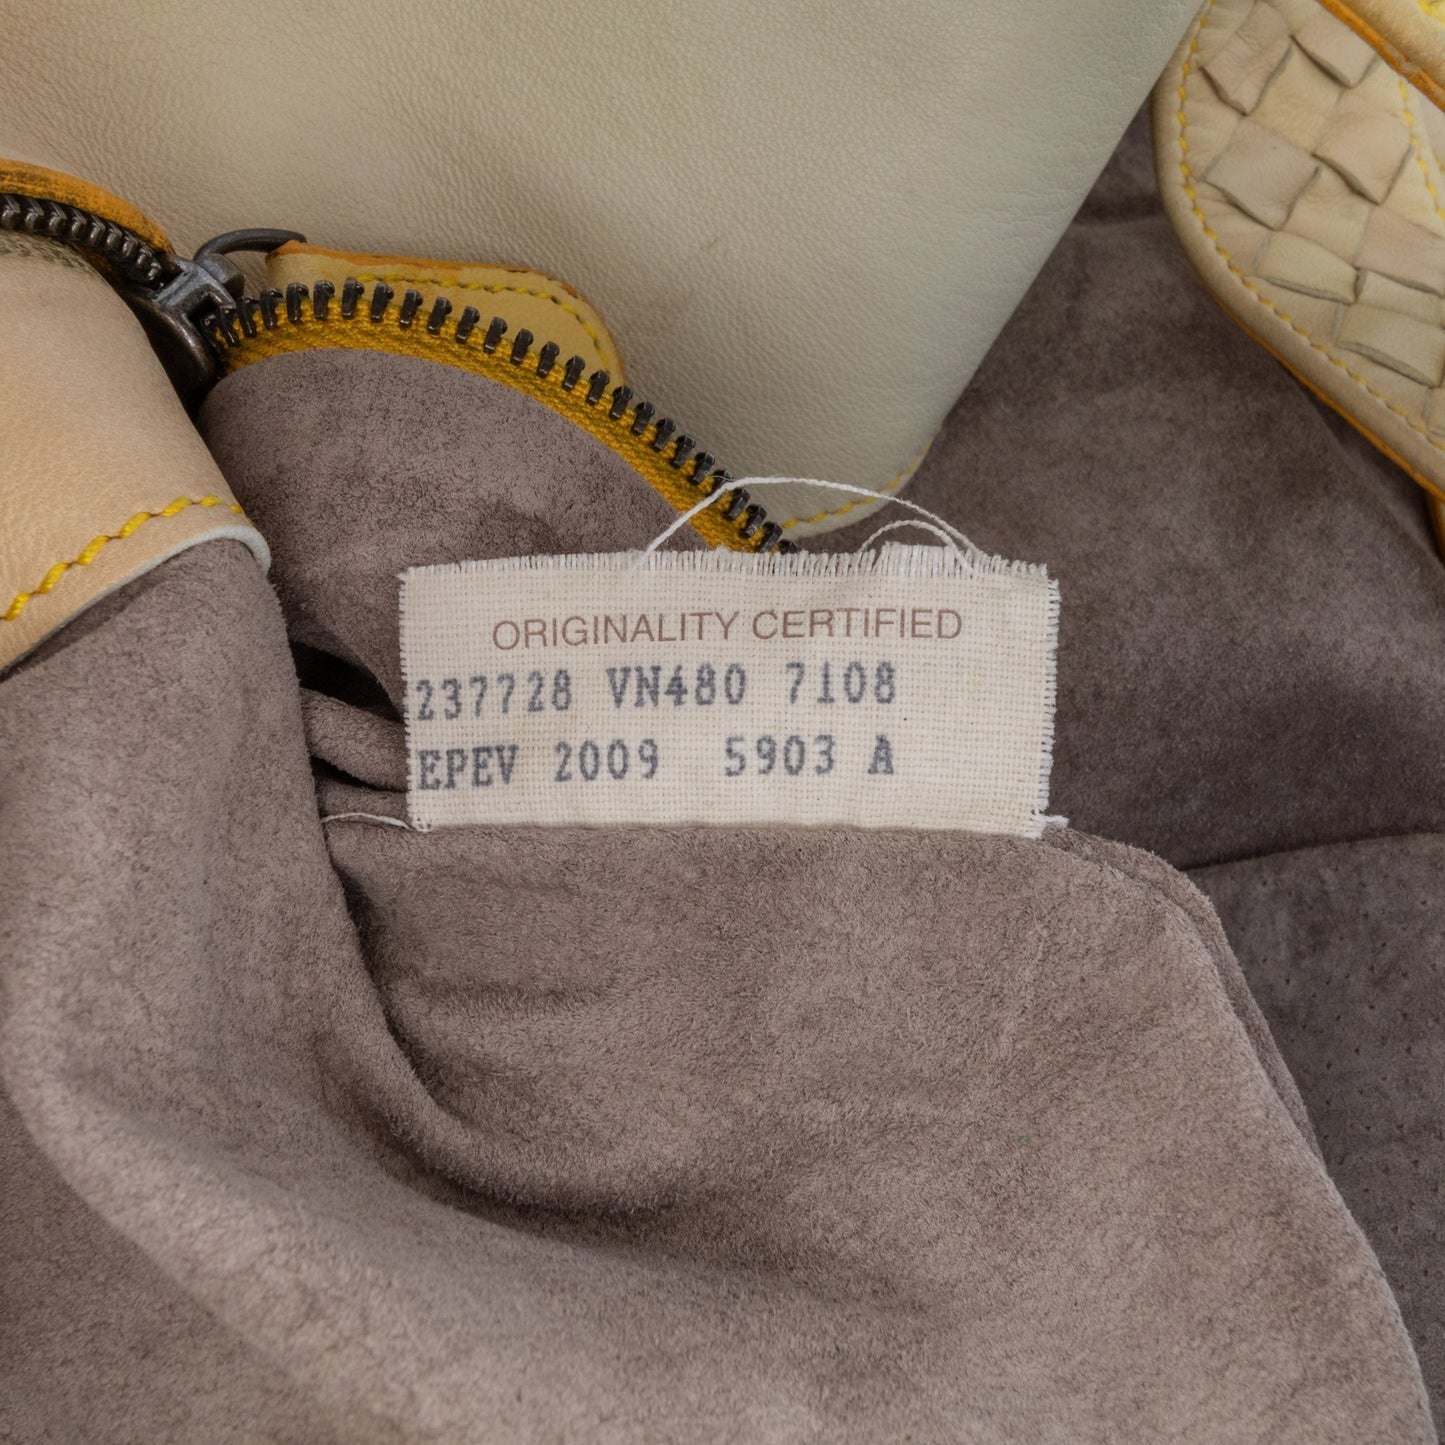 ORIGINALITY CERTIFIED
237728 VN480 7108
EPEV 2009 5903 A